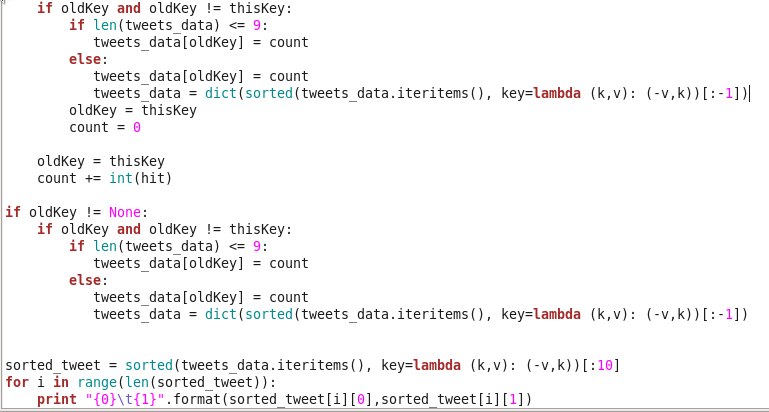 if oldKey and oldKey != thisKey:
        if len(tweets_data) <= 9:
           tweets_data[oldKey] = count
        else:
           tweets_data[oldKey] = count
           tweets_data = dict(sorted(tweets_data.iteritems(), key=lambda (k,v): (-v,k))[:-1])
        oldKey = thisKey
        count = 0

    oldKey = thisKey
    count += int(hit)

if oldKey != None:
    if oldKey and oldKey != thisKey:
        if len(tweets_data) <= 9:
           tweets_data[oldKey] = count
        else:
           tweets_data[oldKey] = count
           tweets_data = dict(sorted(tweets_data.iteritems(), key=lambda (k,v): (-v,k))[:-1])


sorted_tweet = sorted(tweets_data.iteritems(), key=lambda (k,v): (-v,k))[:10]
for i in range(len(sorted_tweet)):
    print "{0}\t{1}".format(sorted_tweet[i][0],sorted_tweet[i][1])